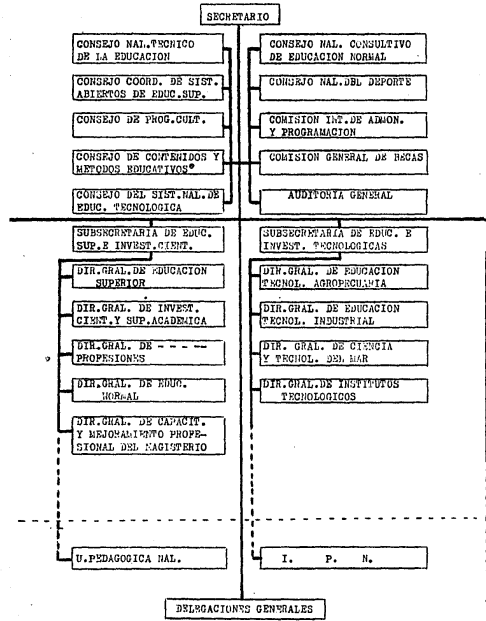 SECRETARIO
CONSEJO NAL.TECNICO
DE LA EDUCACION
CONSEJO NAL. CONSULTIVO
DE EDUCACION NORMAL
CONSEJO COORD. DE SIST.
ABIERTOS DE EDUC.SUP.
CONSEJO NAL.DEL DEPORTE
CONSEJO DE PROG.CULT.
COMISION INT.DE ADMON.
Y PROGRAMACION
CONSEJO DE CONTENIDOS Y
METODOS EDUCATIVOS
COMISION GENERAL DE BECAS
CONSEJO DEL SIST.NAL.DE
EDUC. TECNOLOGICA
AUDITORIA GENERAL
SUBSECRETARIA DE EDUC.
SUP.E INVEST.CIENT.
SUBSECRETARIA DE EDUC. E
INVEST. TECNOLOGICAS
DIR.GRAL.DE EDUCACION
SUPERIOR
DIR.GRAL. DE INVEST.
CIENT.Y SUP.ACADEMICA
DIR.GRAL. DE - - - - -
PROFESIONES
DIR.GRAL. DE EDUC.
NORMAL
DIR.GRAL. DE CAPACIT.
Y MEJORAMIENTO PROFE-
SIONAL DEL MAGISTERIO
DIR.GRAL. DE EDUCACION
TECNOL. AGROPECUARIA
DIR.GRAL. DE EDUCACION
TECNOL. INDUSTRIAL
DIR. GRAL. DE CIENCIA
Y TECNOL. DEL MAR
DIR.GRAL.DE INSTITUTOS
TECNOLOGICOS
U.PEDAGOGICA NAL.
I. P. N.
DELEGACIONES GENERALES